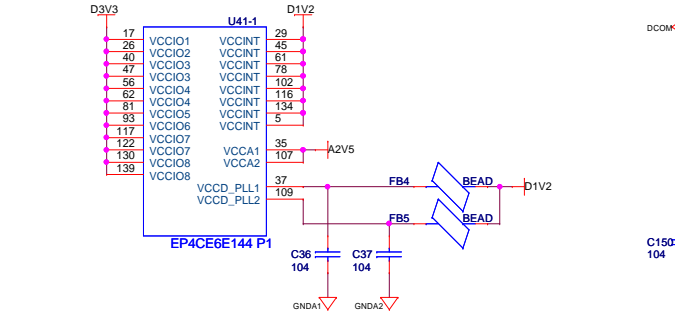 D3V3 D1V2
U41-1
17 VCCIO1 VCCINT 29
26 VCCIO2 VCCINT 45
40 VCCIO3 VCCINT 61
47 VCCIO3 VCCINT 78
56 VCCIO4 VCCINT 102
62 VCCIO4 VCCINT 116
81 VCCIO5 VCCINT 134
93 VCCIO6 VCCINT 5
117 VCCIO7
122 VCCIO7 VCCA1 35 A2V5
130 VCCIO8 VCCA2 107
139 VCCIO8
VCCD_PLL1 37 FB4 BEAD D1V2
VCCD_PLL2 109 FB5 BEAD
EP4CE6E144 P1
C36 C37
104 104
GNDA1 GNDA2
DCOM
C150
104